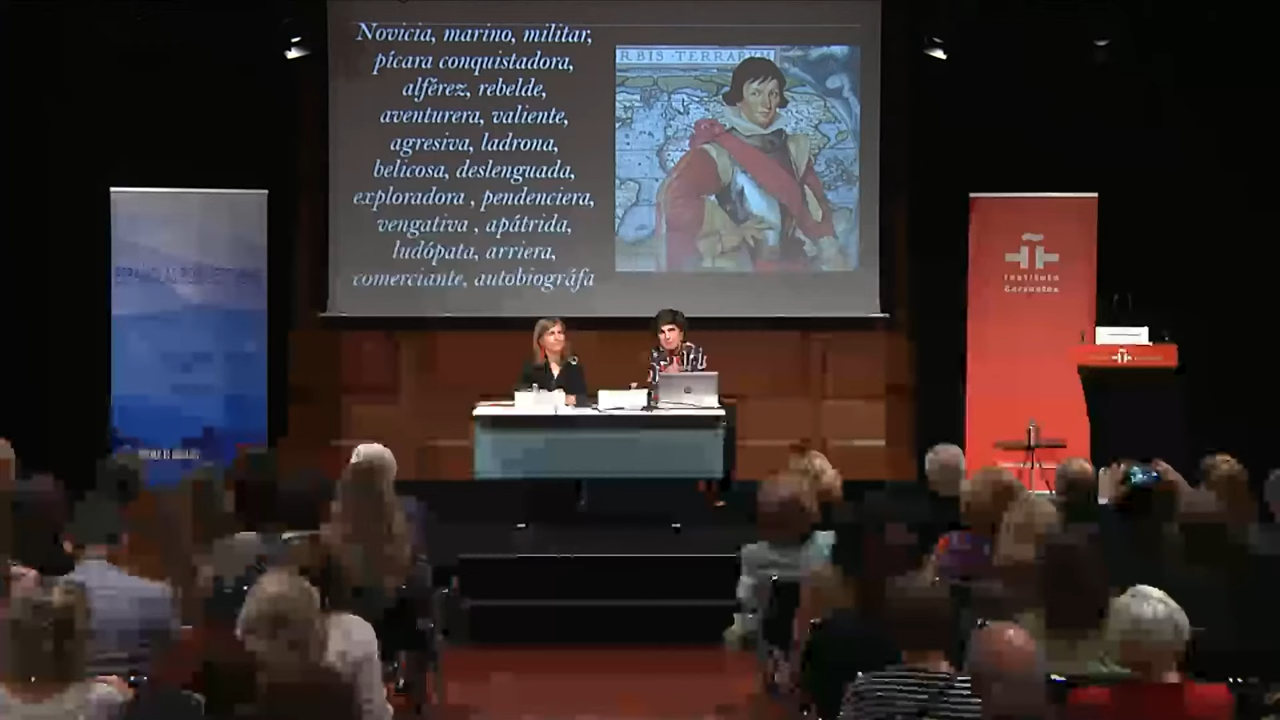 Novicia, marino, militar,
pícara conquistadora,
alférez, rebelde,
aventurera, valiente,
agresiva, ladrona,
belicosa, deslenguada,
exploradora , pendenciera,
vengativa , apátrida,
ludópata, arriera,
comerciante, autobiográfa
RBIS · TERRARVM
Instituto
Cervantes